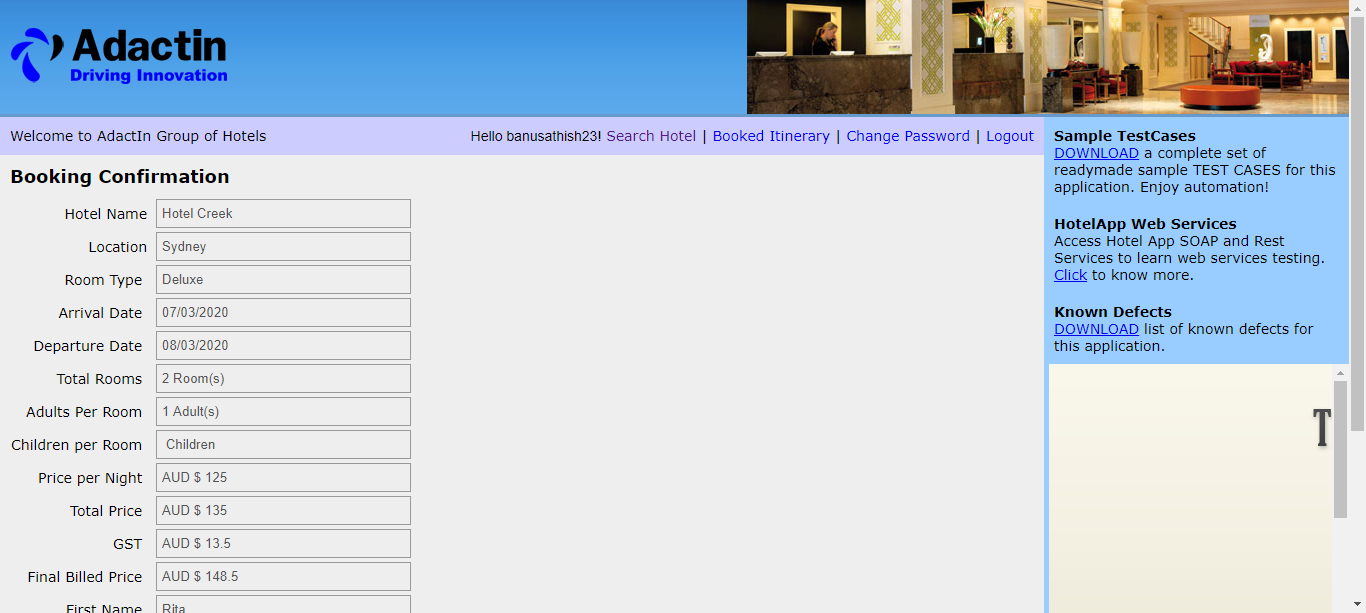 Adactin
Driving Innovation
Welcome to AdactIn Group of Hotels
Hello banusathish23! Search Hotel | Booked Itinerary | Change Password | Logout
Booking Confirmation
Hotel Name Hotel Creek
Location Sydney
Room Type Deluxe
Arrival Date 07/03/2020
Departure Date 08/03/2020
Total Rooms 2 Room(s)
Adults Per Room 1 Adult(s)
Children per Room Children
Price per Night AUD $ 125
Total Price AUD $ 135
GST AUD $ 13.5
Final Billed Price AUD $ 148.5
First Name Rita
Sample TestCases
DOWNLOAD a complete set of
readymade sample TEST CASES for this
application. Enjoy automation!
HotelApp Web Services
Access Hotel App SOAP and Rest
Services to learn web services testing.
Click to know more.
Known Defects
DOWNLOAD list of known defects for
this application.
T